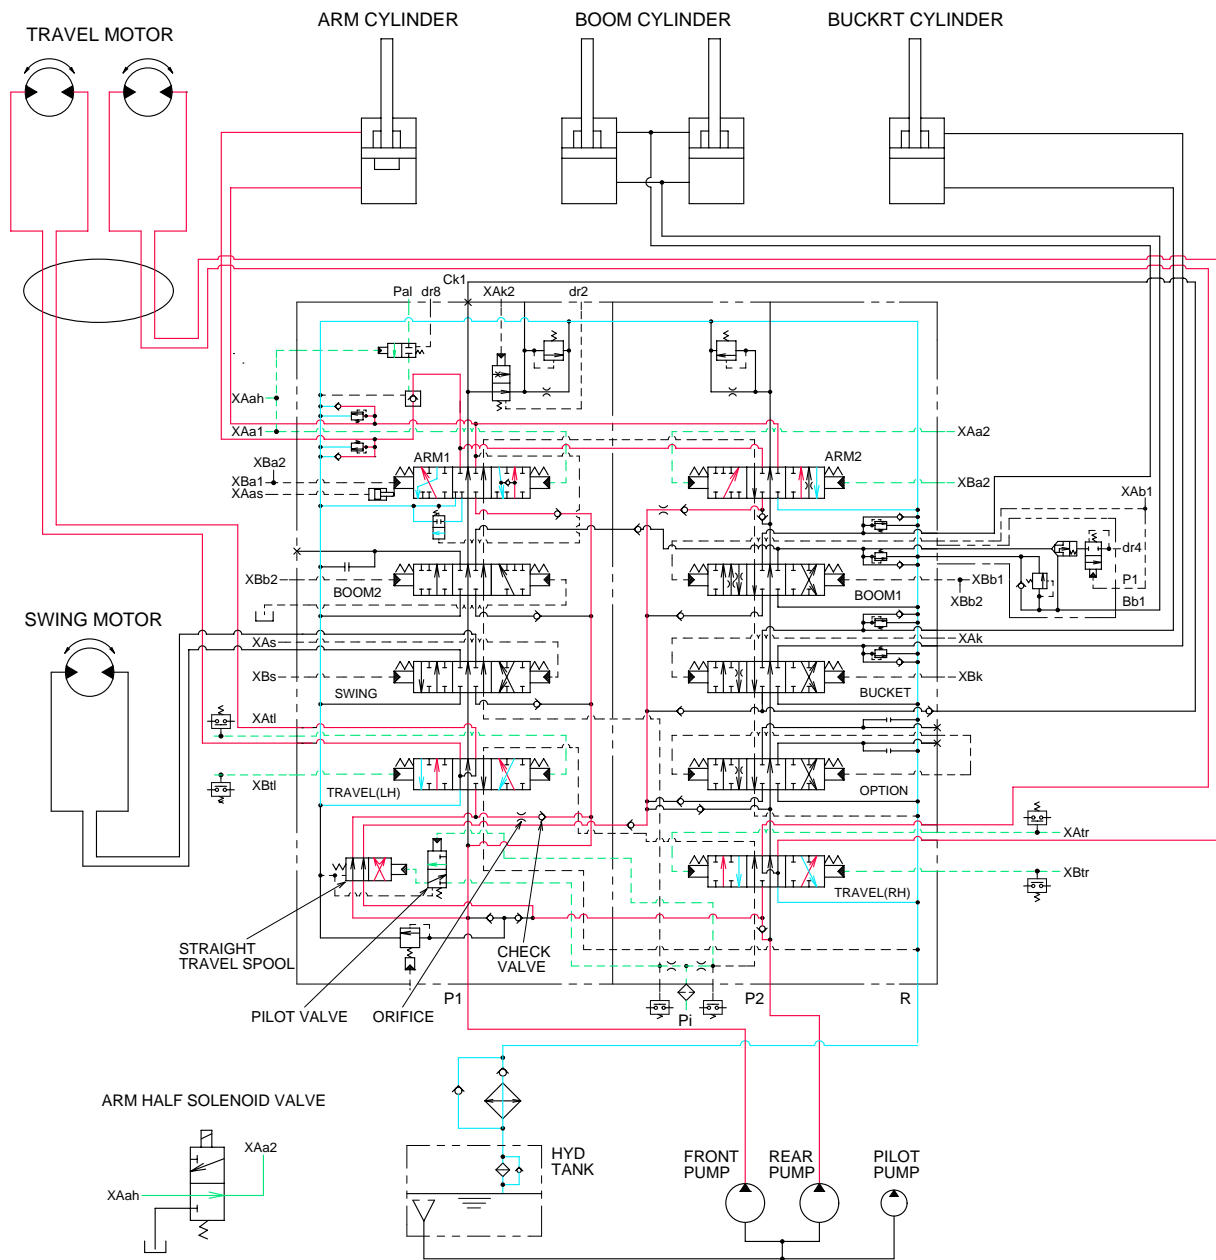 ARM CYLINDER
BOOM CYLINDER
BUCKRT CYLINDER
TRAVEL MOTOR
Ck1
Pal
dr8
XAk2
dr2
XAah
XAa1
XAa2
XBa2
XBa1
XAas
ARM1
ARM2
XBa2
XAb1
dr4
P1
Bb1
XBb2
BOOM2
BOOM1
XBb1
XBb2
SWING MOTOR
XAs
XAk
XBs
XBk
SWING
BUCKET
XAtl
XBtl
TRAVEL(LH)
OPTION
XAtr
XBtr
TRAVEL(RH)
STRAIGHT
TRAVEL SPOOL
CHECK
VALVE
PILOT VALVE
ORIFICE
P1
P2
R
Pi
ARM HALF SOLENOID VALVE
XAa2
XAah
HYD
TANK
FRONT
PUMP
REAR
PUMP
PILOT
PUMP